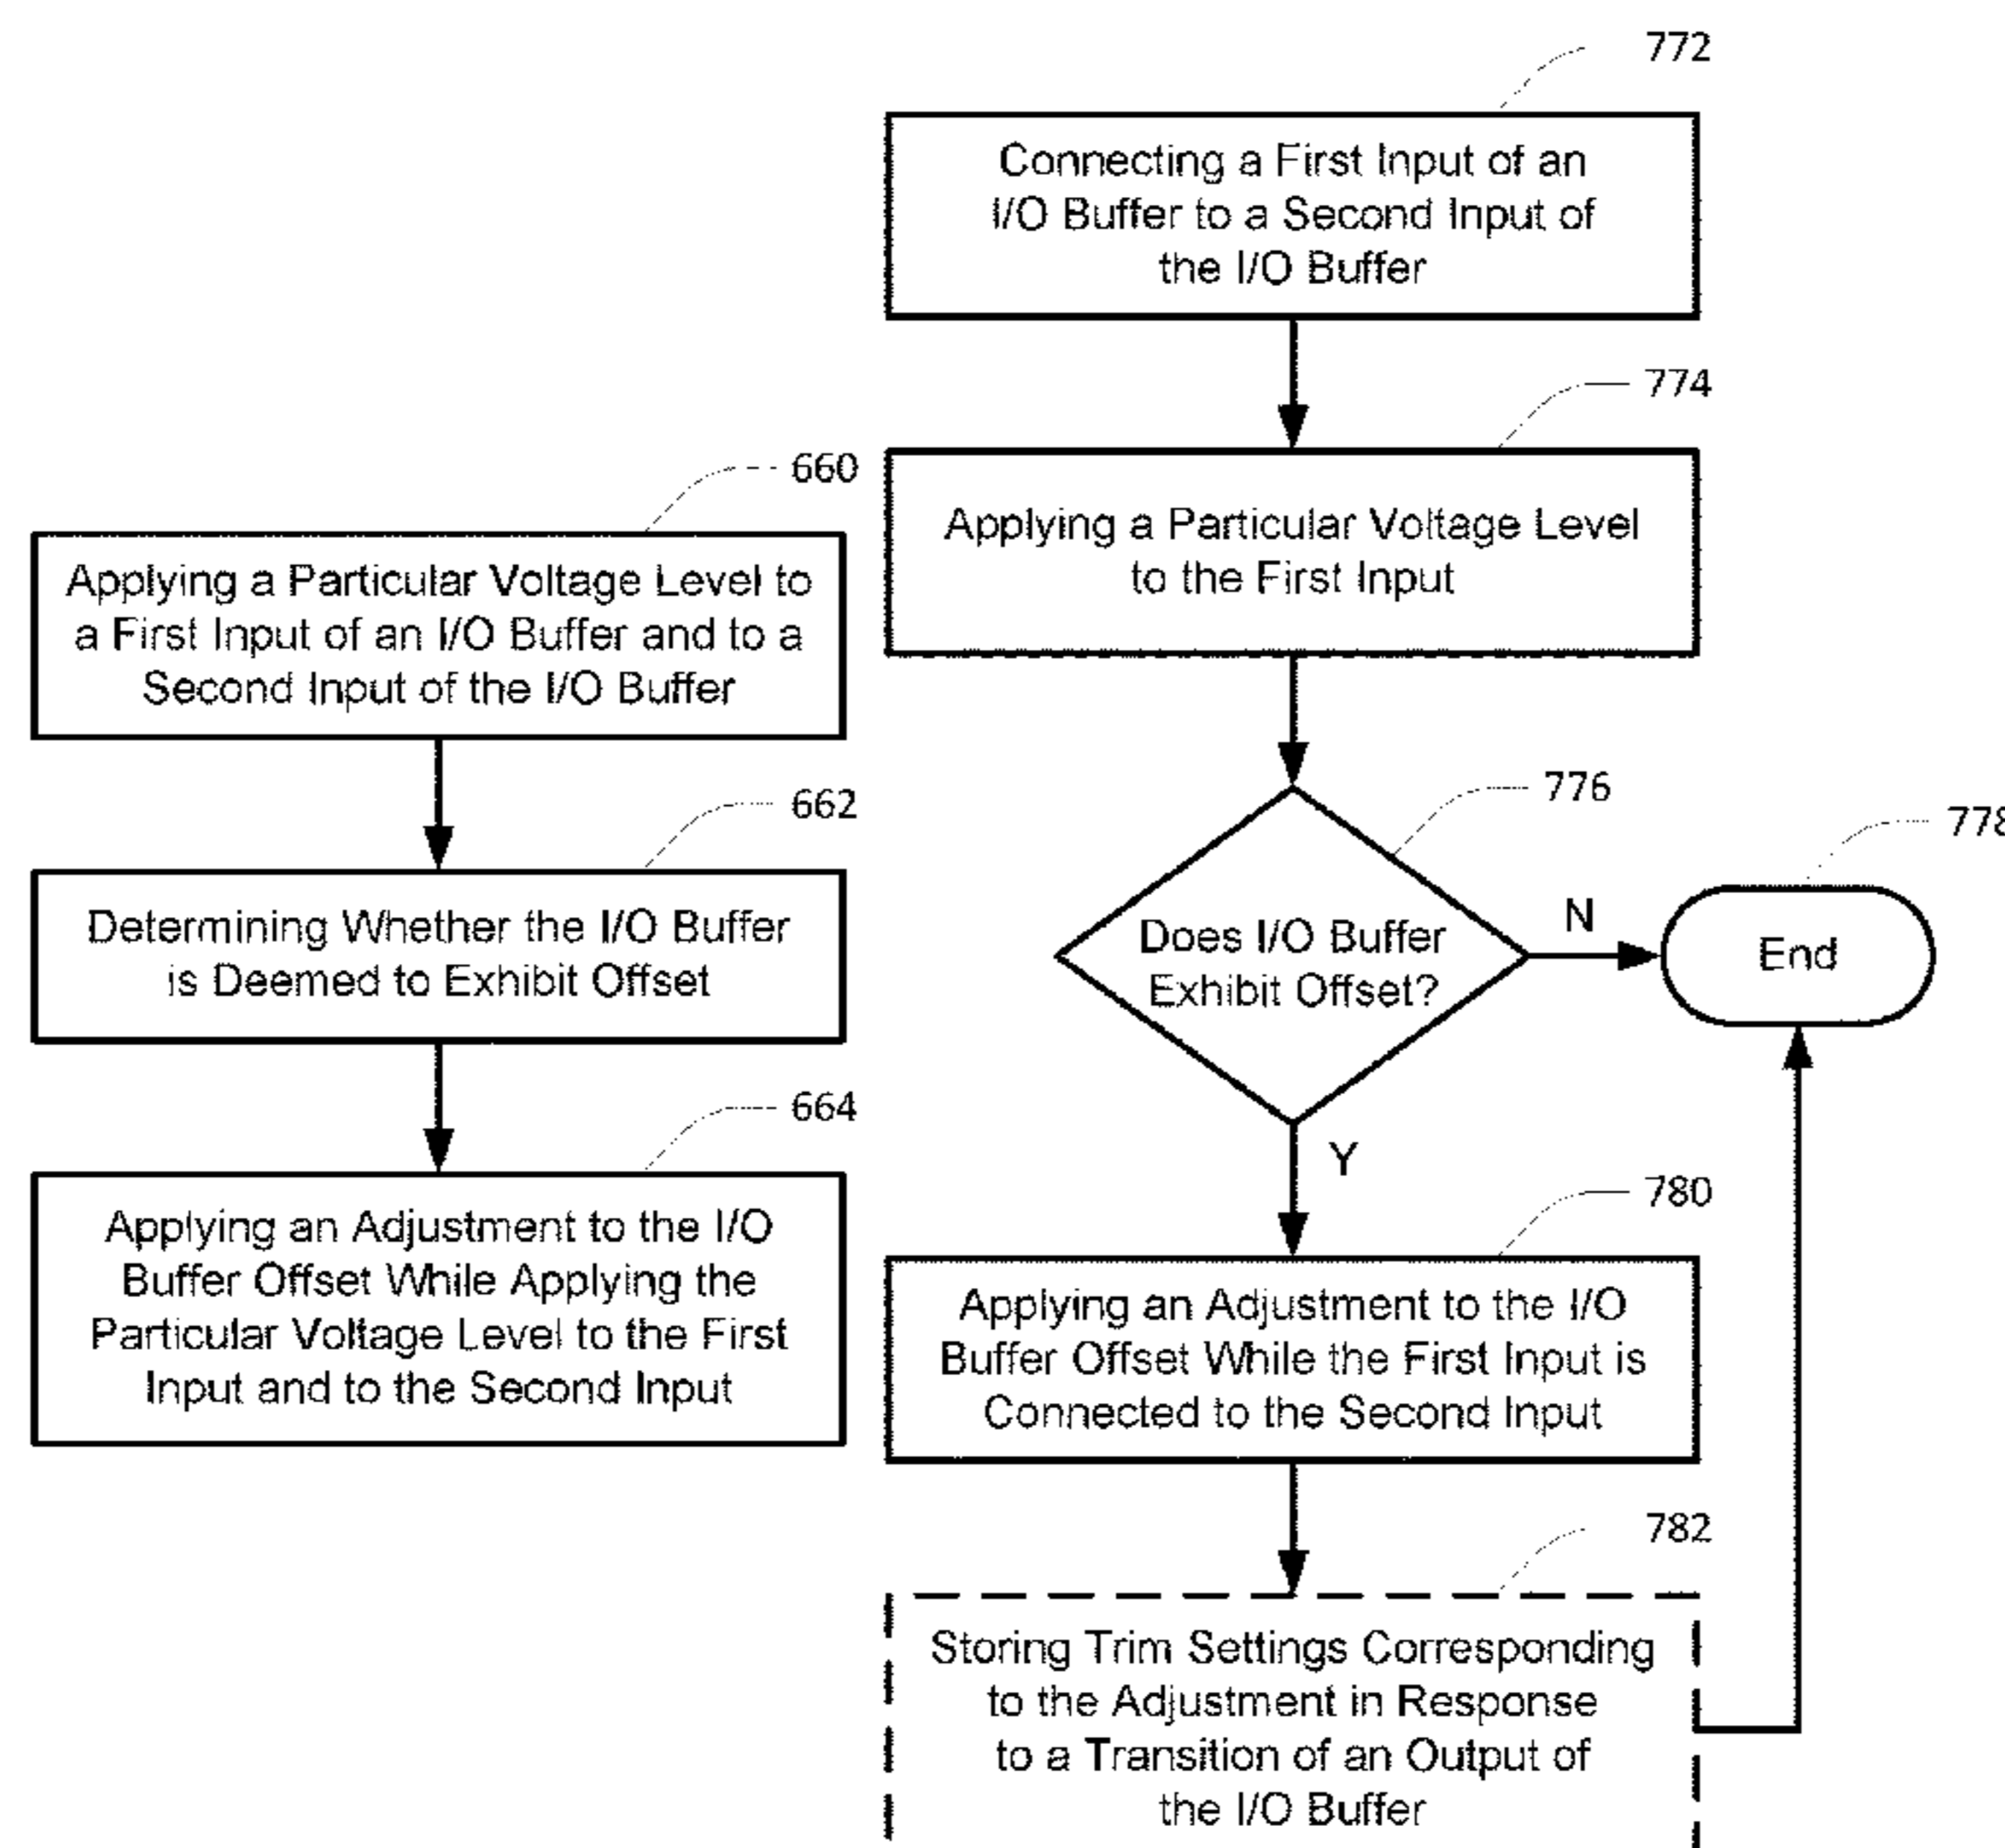 660
Applying a Particular Voltage Level to
a First Input of an I/O Buffer and to a
Second Input of the I/O Buffer
662
Determining Whether the I/O Buffer
is Deemed to Exhibit Offset
664
Applying an Adjustment to the I/O
Buffer Offset While Applying the
Particular Voltage Level to the First
Input and to the Second Input
772
Connecting a First Input of an
I/O Buffer to a Second Input of
the I/O Buffer
774
Applying a Particular Voltage Level
to the First Input
776
Does I/O Buffer
Exhibit Offset?
N
778
End
Y
780
Applying an Adjustment to the I/O
Buffer Offset While the First Input is
Connected to the Second Input
782
Storing Trim Settings Corresponding
to the Adjustment in Response
to a Transition of an Output of
the I/O Buffer